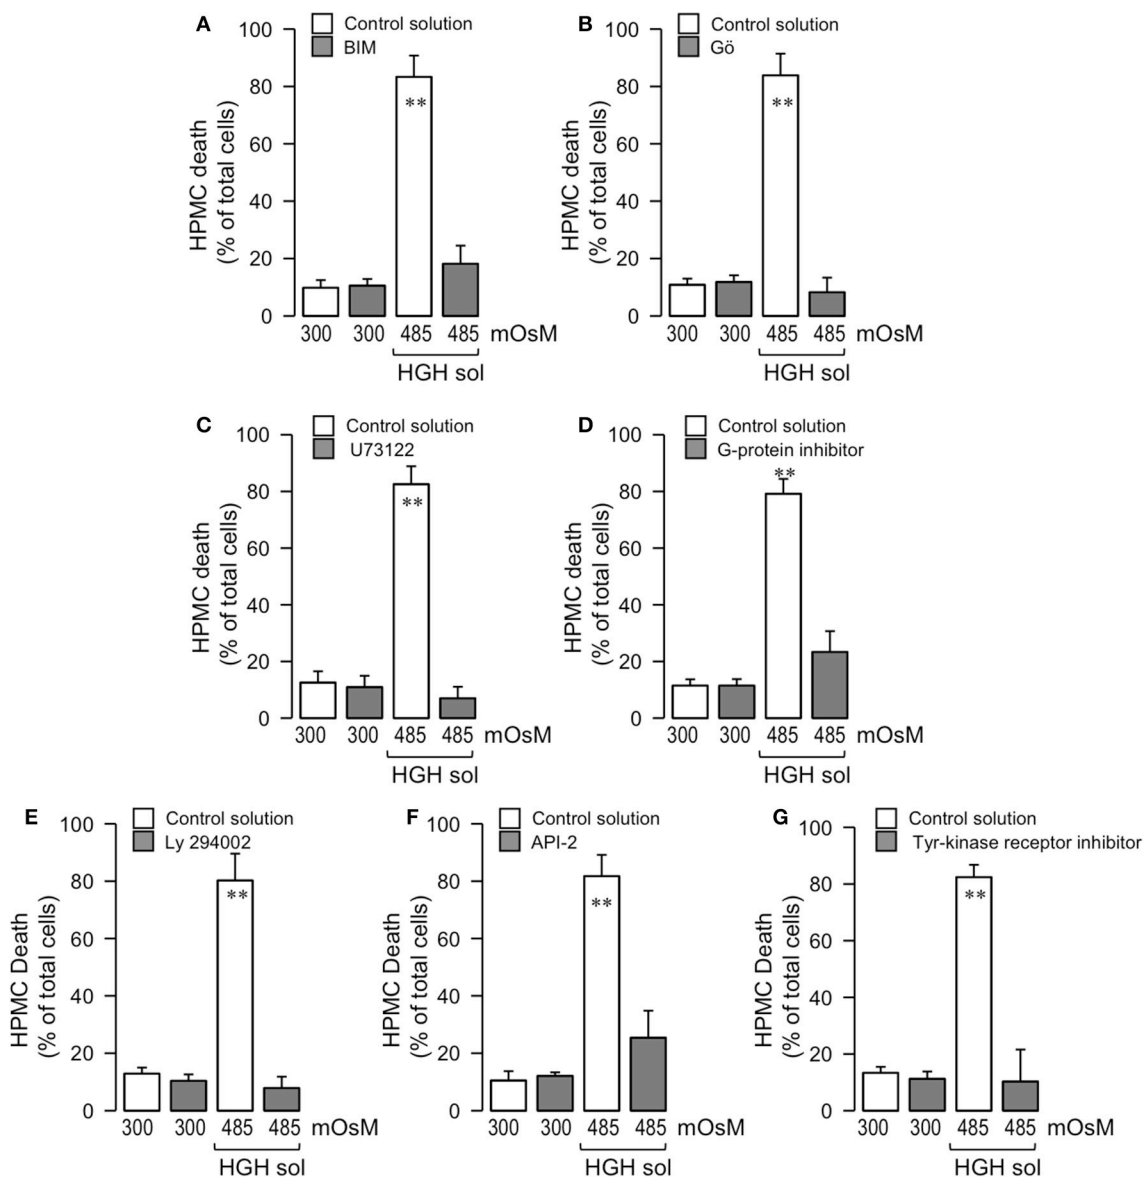 A
100
80
60
40
20
0
HPMC death
(% of total cells)
Control solution
BIM
**
300 300 485 485 mOsM
HGH sol
B
100
80
60
40
20
0
HPMC death
(% of total cells)
Control solution
Gö
**
300 300 485 485 mOsM
HGH sol
C
100
80
60
40
20
0
HPMC death
(% of total cells)
Control solution
U73122
**
300 300 485 485 mOsM
HGH sol
D
100
80
60
40
20
0
HPMC death
(% of total cells)
Control solution
G-protein inhibitor
**
300 300 485 485 mOsM
HGH sol
E
100
80
60
40
20
0
HPMC Death
(% of total cells)
Control solution
Ly 294002
**
300 300 485 485 mOsM
HGH sol
F
100
80
60
40
20
0
HPMC Death
(% of total cells)
Control solution
API-2
**
300 300 485 485 mOsM
HGH sol
G
100
80
60
40
20
0
HPMC Death
(% of total cells)
Control solution
Tyr-kinase receptor inhibitor
**
300 300 485 485 mOsM
HGH sol